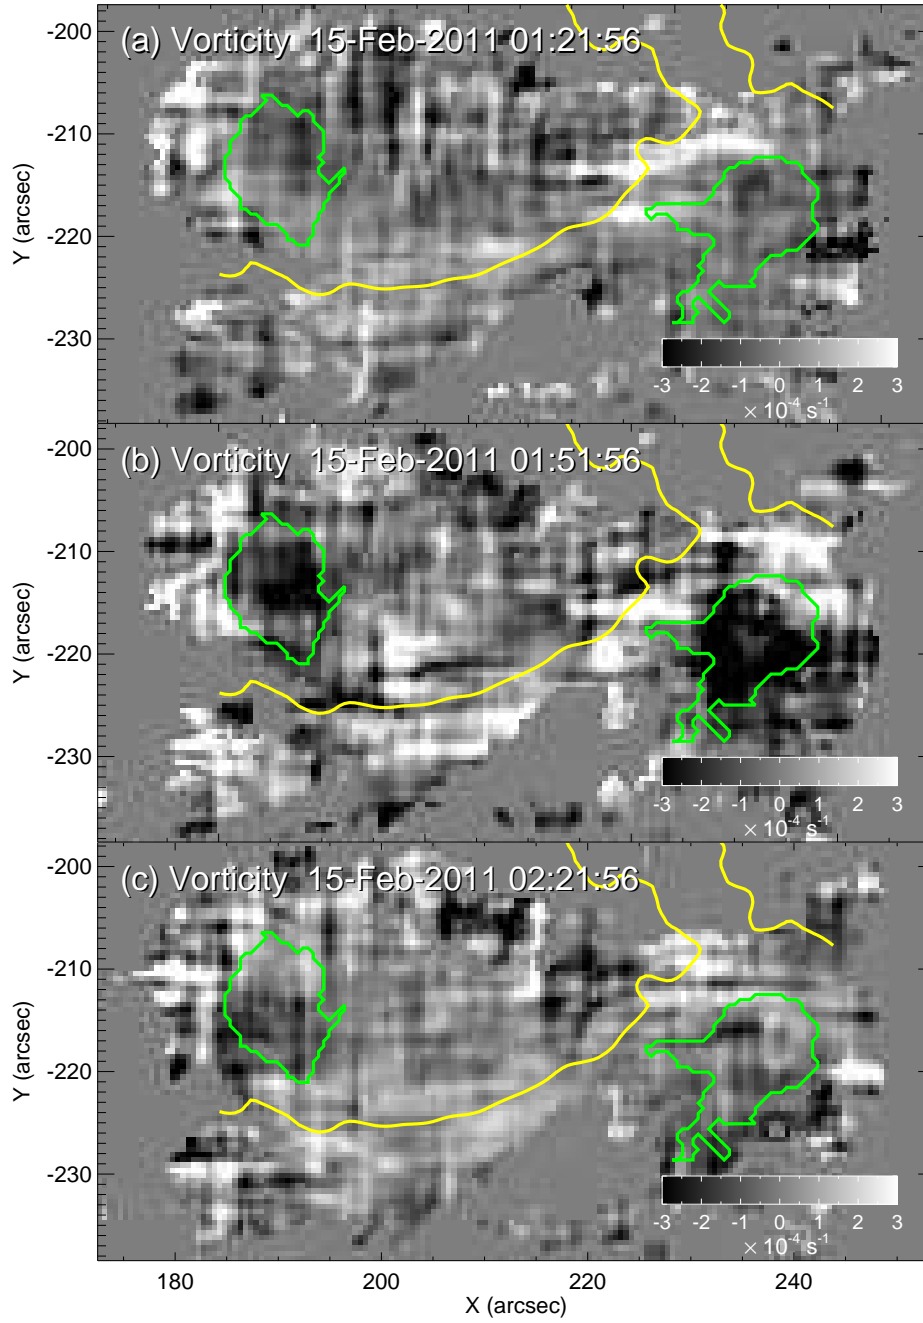 (a) Vorticity 15-Feb-2011 01:21:56
-200
-210
-220
-230
Y (arcsec)
-3 -2 -1 0 1 2 3
× 10⁻⁴ s⁻¹
(b) Vorticity 15-Feb-2011 01:51:56
-200
-210
-220
-230
Y (arcsec)
-3 -2 -1 0 1 2 3
× 10⁻⁴ s⁻¹
(c) Vorticity 15-Feb-2011 02:21:56
-200
-210
-220
-230
Y (arcsec)
-3 -2 -1 0 1 2 3
× 10⁻⁴ s⁻¹
180 200 220 240
X (arcsec)